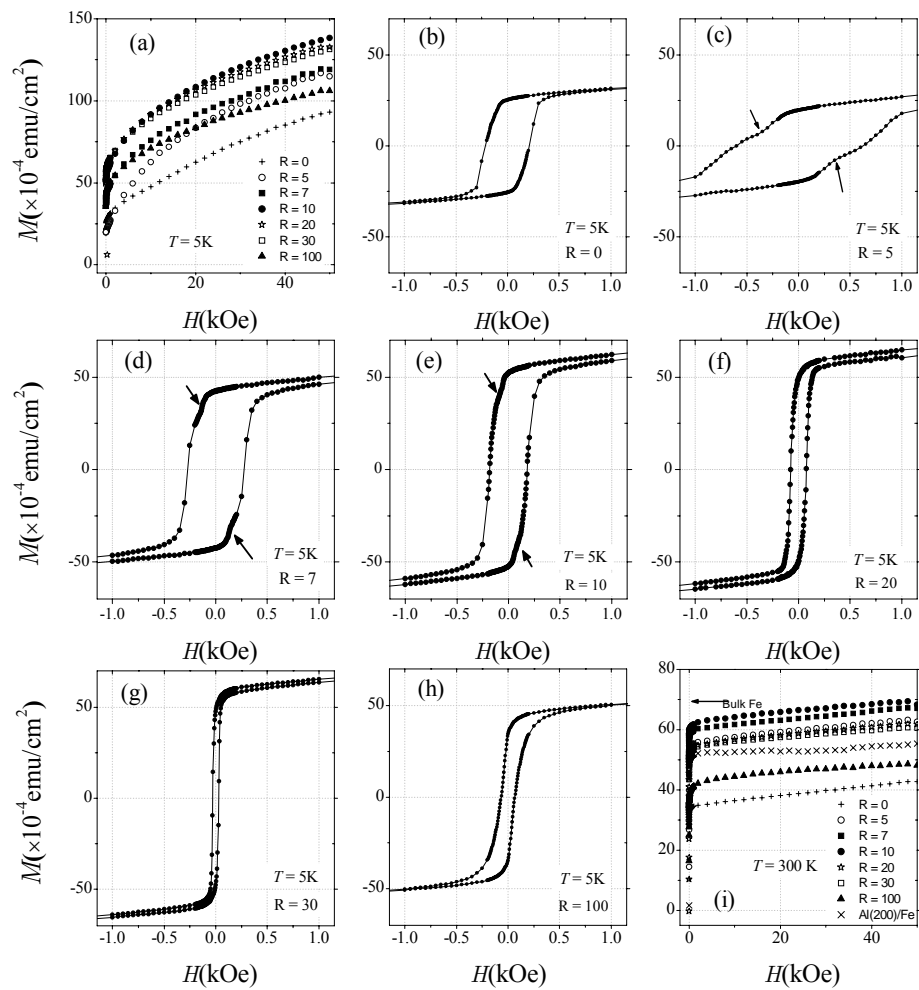 (a)
150
100
50
0
M(×10⁻⁴ emu/cm²)
R = 0
R = 5
R = 7
R = 10
R = 20
R = 30
R = 100
T = 5K
0 20 40
H(kOe)
(b)
50
0
-50
T = 5K
R = 0
-1.0 -0.5 0.0 0.5 1.0
H(kOe)
(c)
50
0
-50
T = 5K
R = 5
-1.0 -0.5 0.0 0.5 1.0
H(kOe)
(d)
50
0
-50
M(×10⁻⁴ emu/cm²)
T = 5K
R = 7
-1.0 -0.5 0.0 0.5 1.0
H(kOe)
(e)
50
0
-50
T = 5K
R = 10
-1.0 -0.5 0.0 0.5 1.0
H(kOe)
(f)
50
0
-50
T = 5K
R = 20
-1.0 -0.5 0.0 0.5 1.0
H(kOe)
(g)
50
0
-50
M(×10⁻⁴ emu/cm²)
T = 5K
R = 30
-1.0 -0.5 0.0 0.5 1.0
H(kOe)
(h)
50
0
-50
T = 5K
R = 100
-1.0 -0.5 0.0 0.5 1.0
H(kOe)
80
60
40
20
0
Bulk Fe
R = 0
R = 5
R = 7
R = 10
R = 20
R = 30
R = 100
Al(200)/Fe
T = 300 K
(i)
0 20 40
H(kOe)